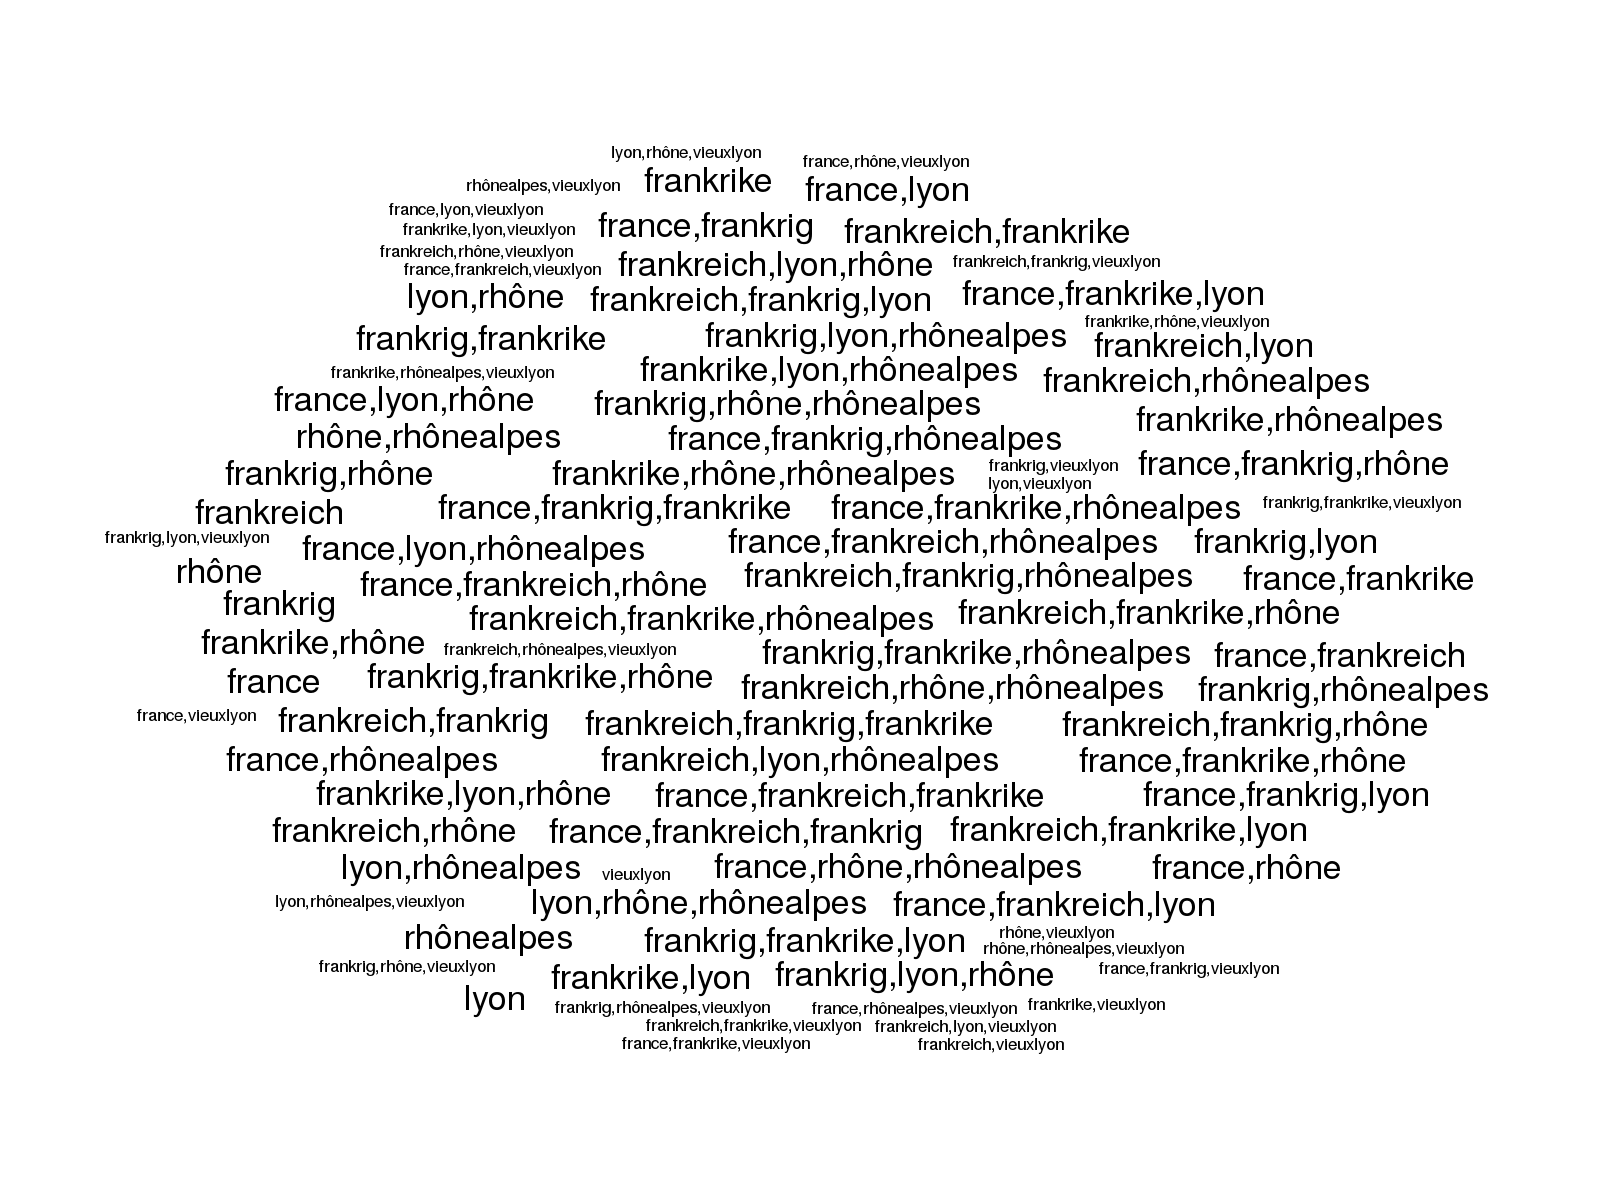 lyon,rhône,vieuxlyon
france,rhône,vieuxlyon
rhônealpes,vieuxlyon frankrike france,lyon
france,lyon,vieuxlyon
frankrike,lyon,vieuxlyon france,frankrig frankreich,frankrike
frankreich,rhône,vieuxlyon
france,frankreich,vieuxlyon frankreich,lyon,rhône frankreich,frankrig,vieuxlyon
lyon,rhône frankreich,frankrig,lyon france,frankrike,lyon
frankrig,frankrike frankrig,lyon,rhônealpes frankrike,rhône,vieuxlyon
frankreich,lyon
frankrike,rhônealpes,vieuxlyon frankrike,lyon,rhônealpes frankreich,rhônealpes
france,lyon,rhône frankrig,rhône,rhônealpes frankrike,rhônealpes
rhône,rhônealpes france,frankrig,rhônealpes
frankrig,rhône frankrike,rhône,rhônealpes frankrig,vieuxlyon france,frankrig,rhône
lyon,vieuxlyon
frankreich france,frankrig,frankrike france,frankrike,rhônealpes frankrig,frankrike,vieuxlyon
frankrig,lyon,vieuxlyon france,lyon,rhônealpes france,frankreich,rhônealpes frankrig,lyon
rhône france,frankreich,rhône frankreich,frankrig,rhônealpes france,frankrike
frankrig frankreich,frankrike,rhônealpes frankreich,frankrike,rhône
frankrike,rhône frankreich,rhônealpes,vieuxlyon frankrig,frankrike,rhônealpes france,frankreich
france frankrig,frankrike,rhône frankreich,rhône,rhônealpes frankrig,rhônealpes
france,vieuxlyon frankreich,frankrig frankreich,frankrig,frankrike frankreich,frankrig,rhône
france,rhônealpes frankreich,lyon,rhônealpes france,frankrike,rhône
frankrike,lyon,rhône france,frankreich,frankrike france,frankrig,lyon
frankreich,rhône france,frankreich,frankrig frankreich,frankrike,lyon
lyon,rhônealpes vieuxlyon france,rhône,rhônealpes france,rhône
lyon,rhônealpes,vieuxlyon lyon,rhône,rhônealpes france,frankreich,lyon
rhônealpes frankrig,frankrike,lyon rhône,vieuxlyon
rhône,rhônealpes,vieuxlyon
frankrig,rhône,vieuxlyon frankrike,lyon frankrig,lyon,rhône france,frankrig,vieuxlyon
lyon frankrig,rhônealpes,vieuxlyon france,rhônealpes,vieuxlyon frankrike,vieuxlyon
frankreich,frankrike,vieuxlyon frankreich,lyon,vieuxlyon
france,frankrike,vieuxlyon frankreich,vieuxlyon